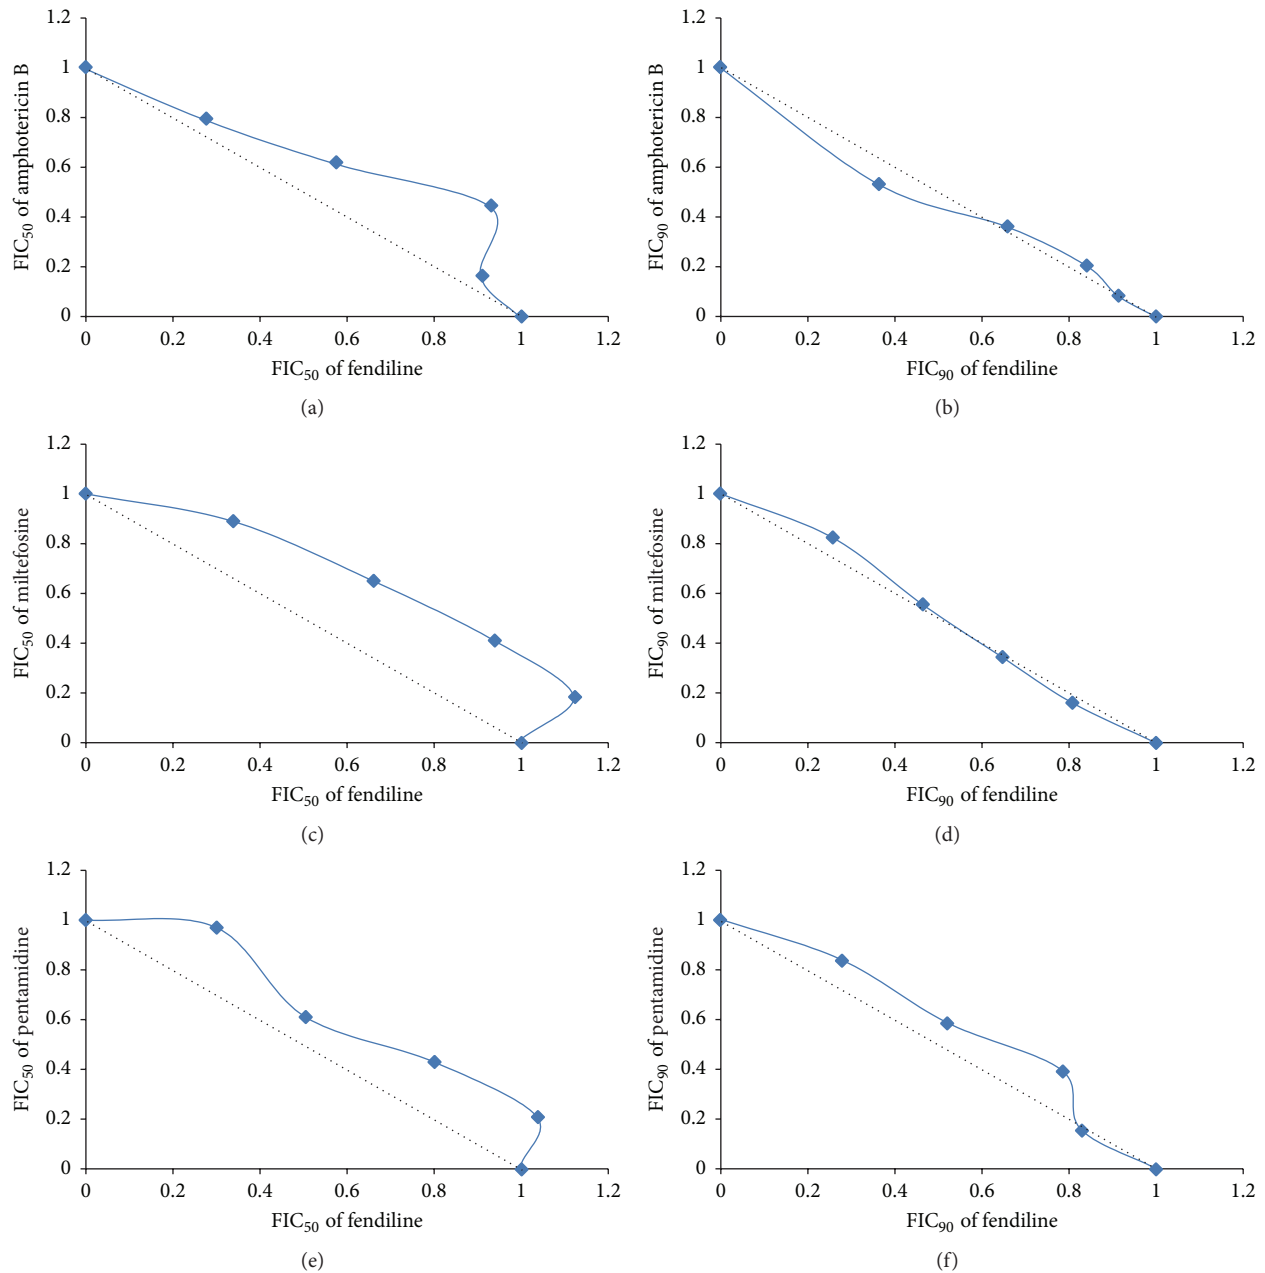 1.2
1
0.8
0.6
0.4
0.2
0
FIC50 of amphotericin B
0 0.2 0.4 0.6 0.8 1 1.2
FIC50 of fendiline
(a)
1.2
1
0.8
0.6
0.4
0.2
0
FIC90 of amphotericin B
0 0.2 0.4 0.6 0.8 1 1.2
FIC90 of fendiline
(b)
1.2
1
0.8
0.6
0.4
0.2
0
FIC50 of miltefosine
0 0.2 0.4 0.6 0.8 1 1.2
FIC50 of fendiline
(c)
1.2
1
0.8
0.6
0.4
0.2
0
FIC90 of miltefosine
0 0.2 0.4 0.6 0.8 1 1.2
FIC90 of fendiline
(d)
1.2
1
0.8
0.6
0.4
0.2
0
FIC50 of pentamidine
0 0.2 0.4 0.6 0.8 1 1.2
FIC50 of fendiline
(e)
1.2
1
0.8
0.6
0.4
0.2
0
FIC90 of pentamidine
0 0.2 0.4 0.6 0.8 1 1.2
FIC90 of fendiline
(f)